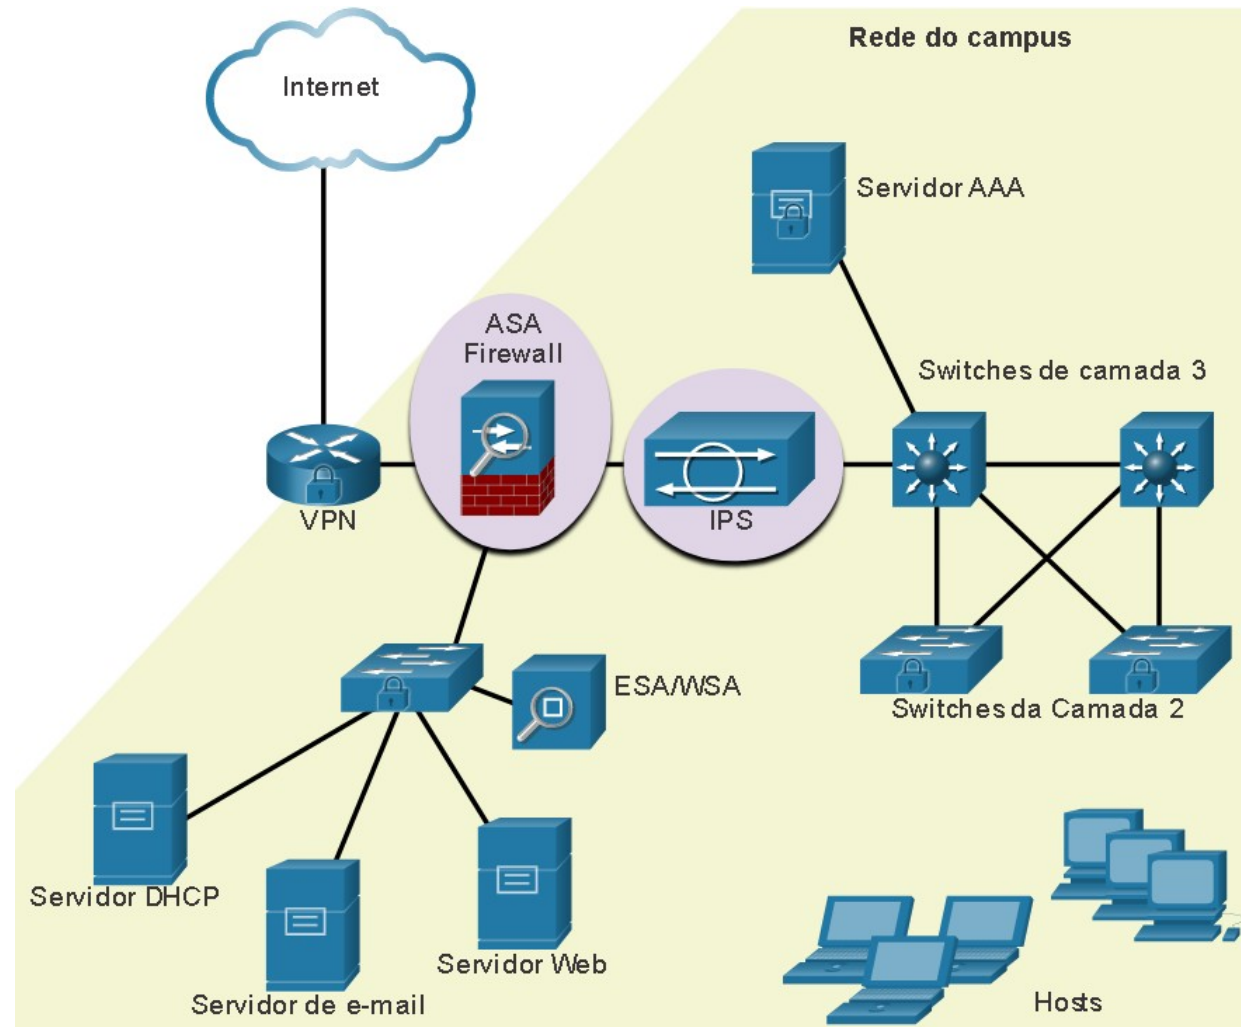 Rede do campus
Internet
Servidor AAA
ASA
Firewall
Switches de camada 3
VPN
IPS
ESA/WSA
Switches da Camada 2
Servidor DHCP
Servidor Web
Servidor de e-mail
Hosts